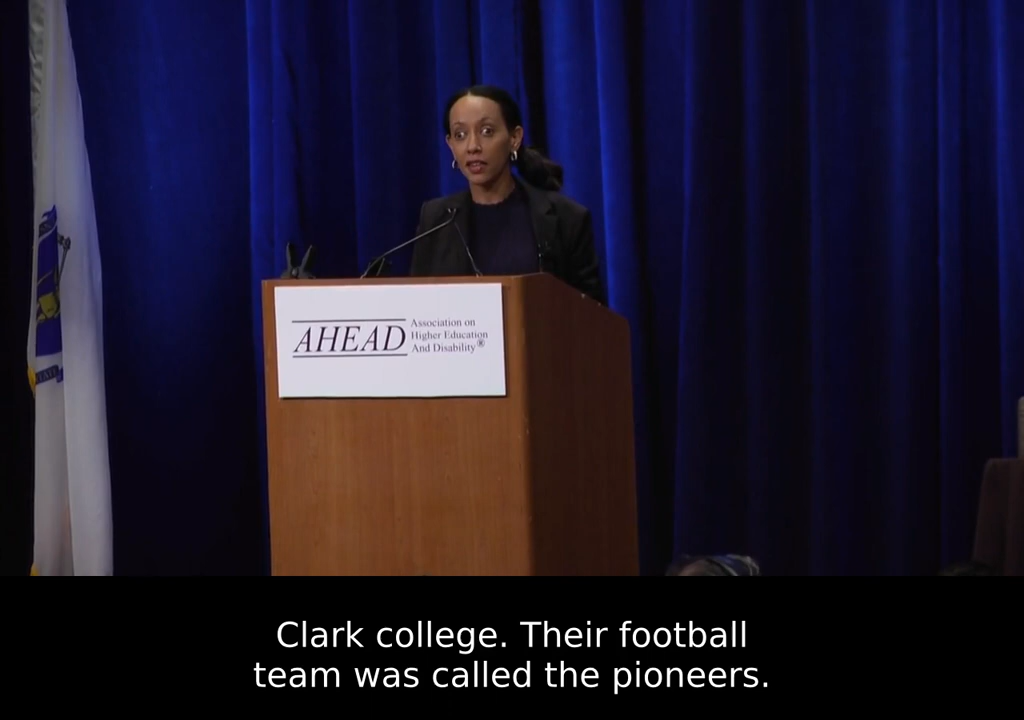 AHEAD
Association on
Higher Education
And Disability®
Clark college. Their football
team was called the pioneers.